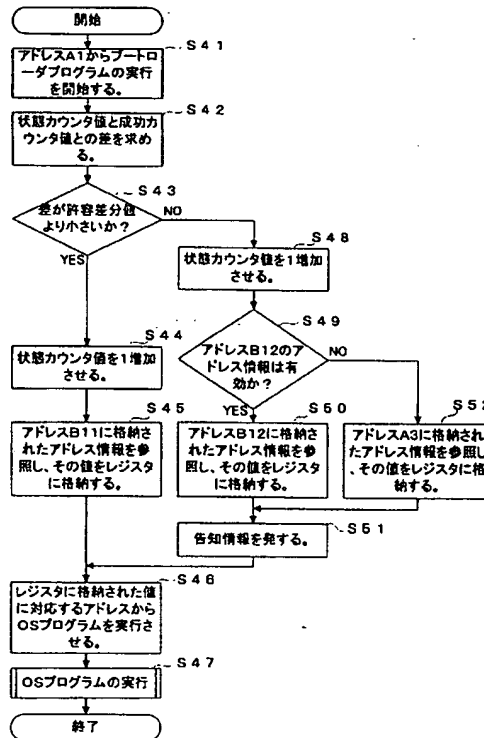 開始
S41
アドレスA1からブートロ
ーダプログラムの実行
を開始する。
S42
状態カウンタ値と成功カ
ウンタ値との差を求め
る。
S43
差が許容差分値
より小さいか?
NO
YES
S48
状態カウンタ値を1増加
させる。
S49
アドレスB12のア
ドレス情報は有
効か?
NO
YES
S44
状態カウンタ値を1増加
させる。
S45
アドレスB11に格納さ
れたアドレス情報を参
照し、その値をレジスタ
に格納する。
S50
アドレスB12に格納さ
れたアドレス情報を参
照し、その値をレジスタ
に格納する。
S52
アドレスA3に格納され
たアドレス情報を参照し
、その値をレジスタに格
納する。
S51
告知情報を発する。
S46
レジスタに格納された値
に対応するアドレスから
OSプログラムを実行さ
せる。
S47
OSプログラムの実行
終了